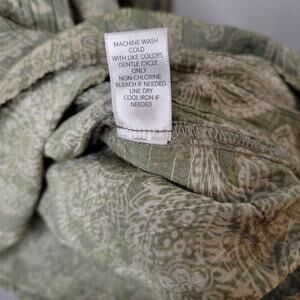 MACHINE WASH
COLD
WITH LIKE COLORS
GENTLE CYCLE
ONLY
NON-CHLORINE
BLEACH IF NEEDED
LINE DRY
COOL IRON IF
NEEDED